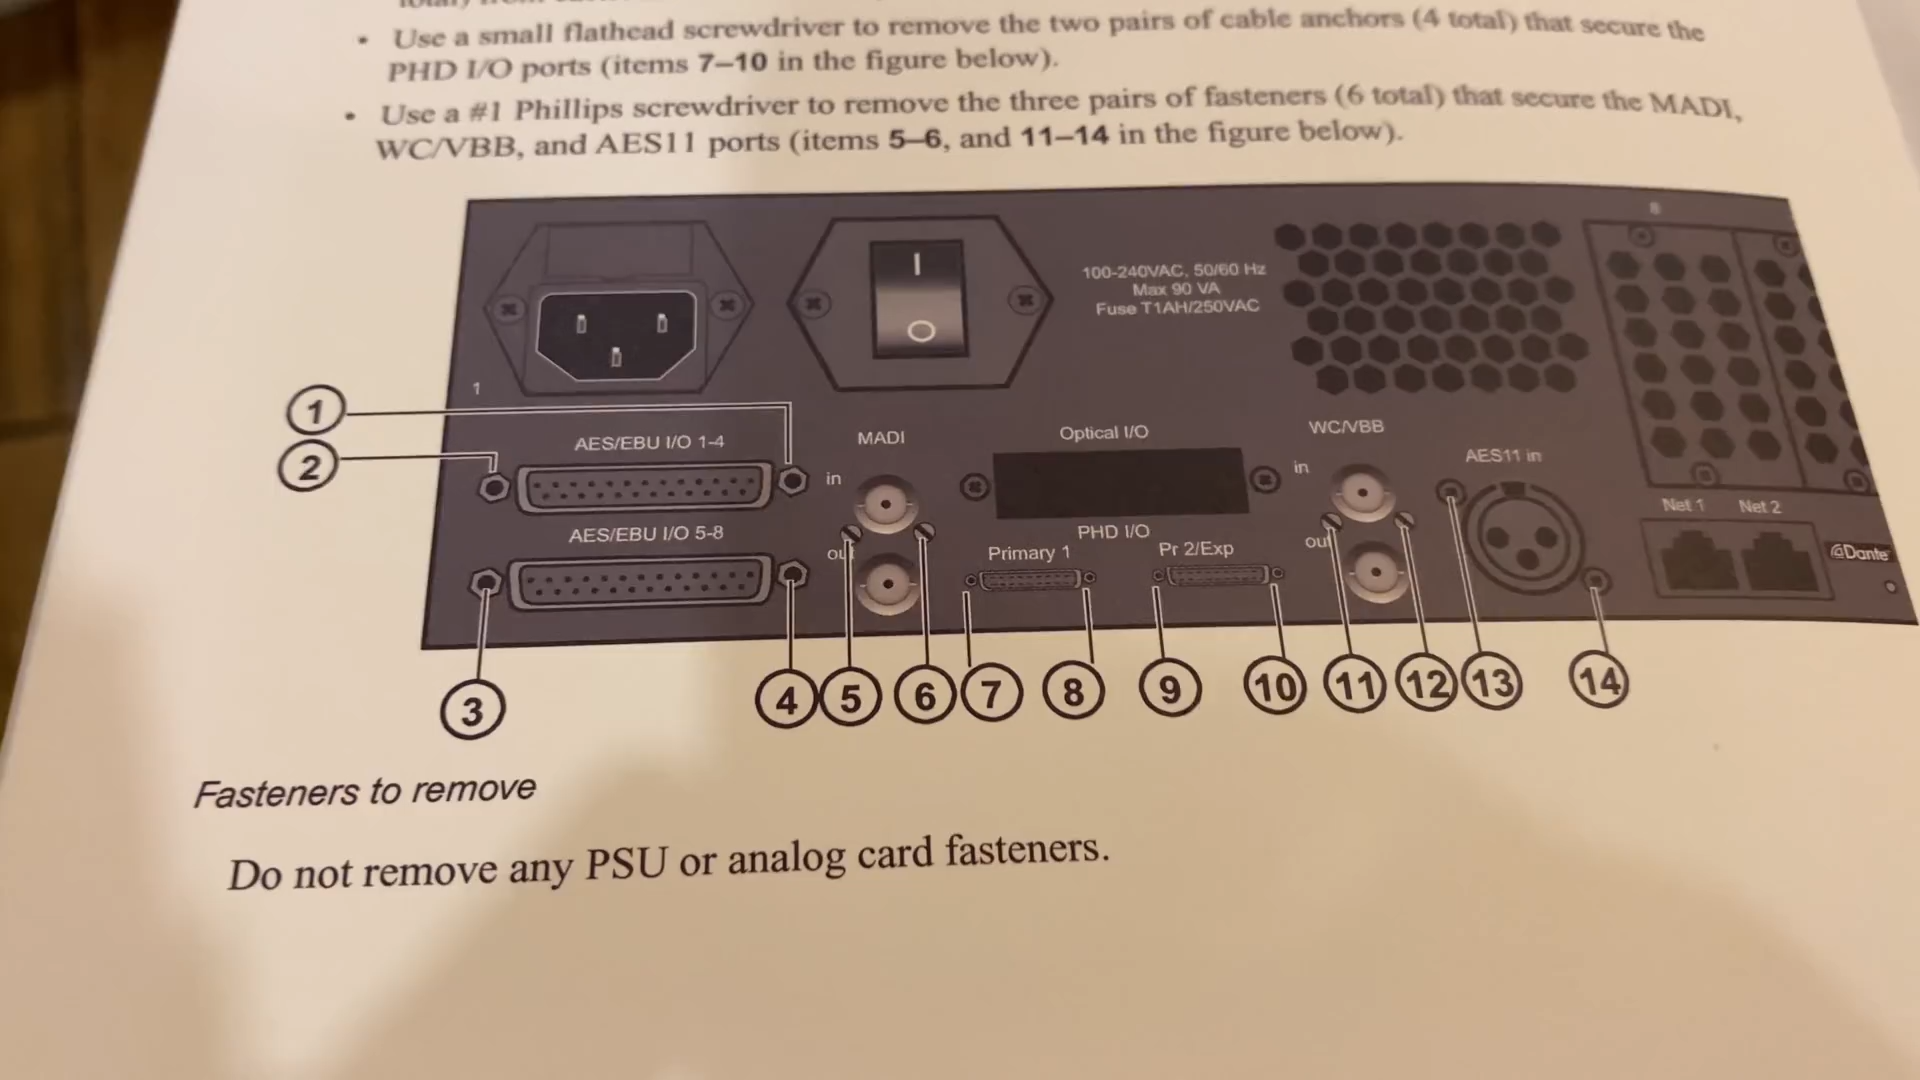 • Use a small flathead screwdriver to remove the two pairs of cable anchors (4 total) that secure the
PHD I/O ports (items 7–10 in the figure below).
• Use a #1 Phillips screwdriver to remove the three pairs of fasteners (6 total) that secure the MADI,
WC/VBB, and AES11 ports (items 5–6, and 11–14 in the figure below).
8
I
O
100-240VAC, 50/60 Hz
Max 90 VA
Fuse T1AH/250VAC
1
1
2
AES/EBU I/O 1-4
MADI
Optical I/O
WC/VBB
AES11 in
in
in
Net 1
Net 2
AES/EBU I/O 5-8
out
PHD I/O
out
Primary 1
Pr 2/Exp
Dante
3
4
5
6
7
8
9
10
11
12
13
14
Fasteners to remove
Do not remove any PSU or analog card fasteners.